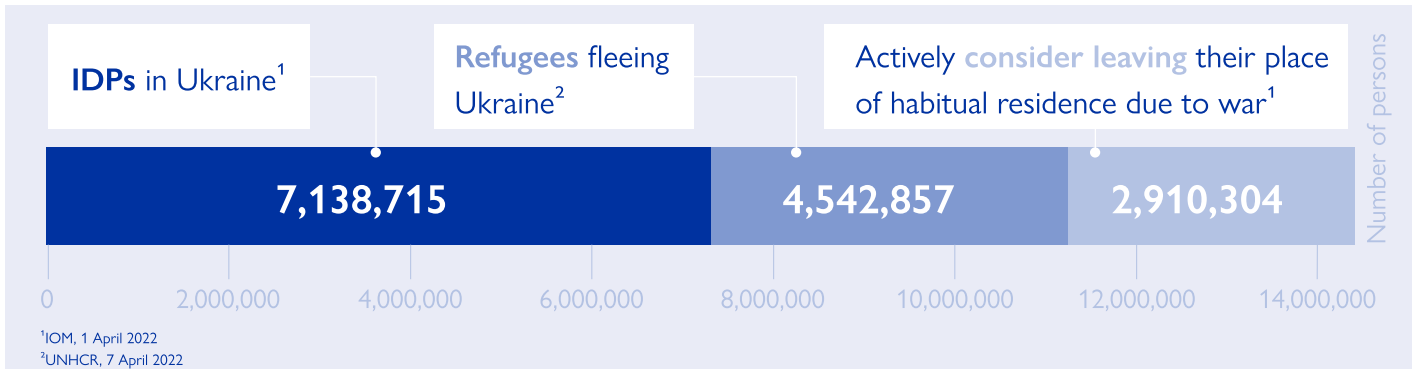 IDPs in Ukraine¹
Refugees fleeing
Ukraine²
Actively consider leaving their place
of habitual residence due to war¹
Number of persons
7,138,715
4,542,857
2,910,304
0
2,000,000
4,000,000
6,000,000
8,000,000
10,000,000
12,000,000
14,000,000
¹IOM, 1 April 2022
²UNHCR, 7 April 2022